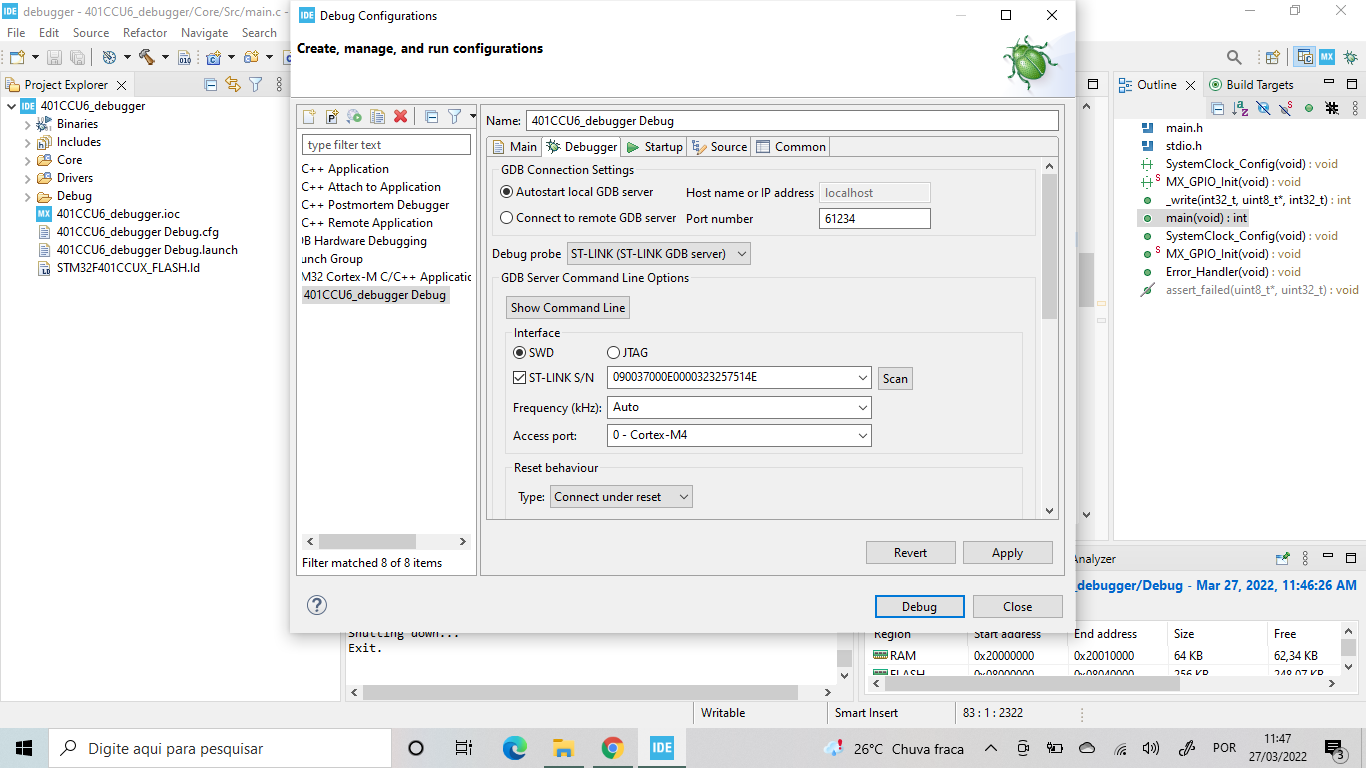 IDE debugger - 401CCU6_debugger/Core/Src/main.c -
File Edit Source Refactor Navigate Search
Project Explorer
IDE 401CCU6_debugger
Binaries
Includes
Core
Drivers
Debug
MX 401CCU6_debugger.ioc
401CCU6_debugger Debug.cfg
401CCU6_debugger Debug.launch
STM32F401CCUX_FLASH.ld
IDE Debug Configurations
Create, manage, and run configurations
type filter text
C++ Application
C++ Attach to Application
C++ Postmortem Debugger
C++ Remote Application
DB Hardware Debugging
unch Group
M32 Cortex-M C/C++ Applicatic
401CCU6_debugger Debug
Filter matched 8 of 8 items
Name: 401CCU6_debugger Debug
Main Debugger Startup Source Common
GDB Connection Settings
Autostart local GDB server Host name or IP address localhost
Connect to remote GDB server Port number 61234
Debug probe ST-LINK (ST-LINK GDB server)
GDB Server Command Line Options
Show Command Line
Interface
SWD JTAG
ST-LINK S/N 090037000E0000323257514E Scan
Frequency (kHz): Auto
Access port: 0 - Cortex-M4
Reset behaviour
Type: Connect under reset
Revert Apply
Debug Close
MX
Outline Build Targets
main.h
stdio.h
SystemClock_Config(void) : void
S MX_GPIO_Init(void) : void
_write(int32_t, uint8_t*, int32_t) : int
main(void) : int
SystemClock_Config(void) : void
S MX_GPIO_Init(void) : void
Error_Handler(void) : void
assert_failed(uint8_t*, uint32_t) : void
Shutting down...
Exit.
Analyzer
_debugger/Debug - Mar 27, 2022, 11:46:26 AM
Region Start address End address Size Free
RAM 0x20000000 0x20010000 64 KB 62,34 KB
FLASH 0x08000000 0x08040000 256 KB 248,07 KB
Writable Smart Insert 83 : 1 : 2322
Digite aqui para pesquisar
IDE
26°C Chuva fraca
POR
11:47
27/03/2022
3